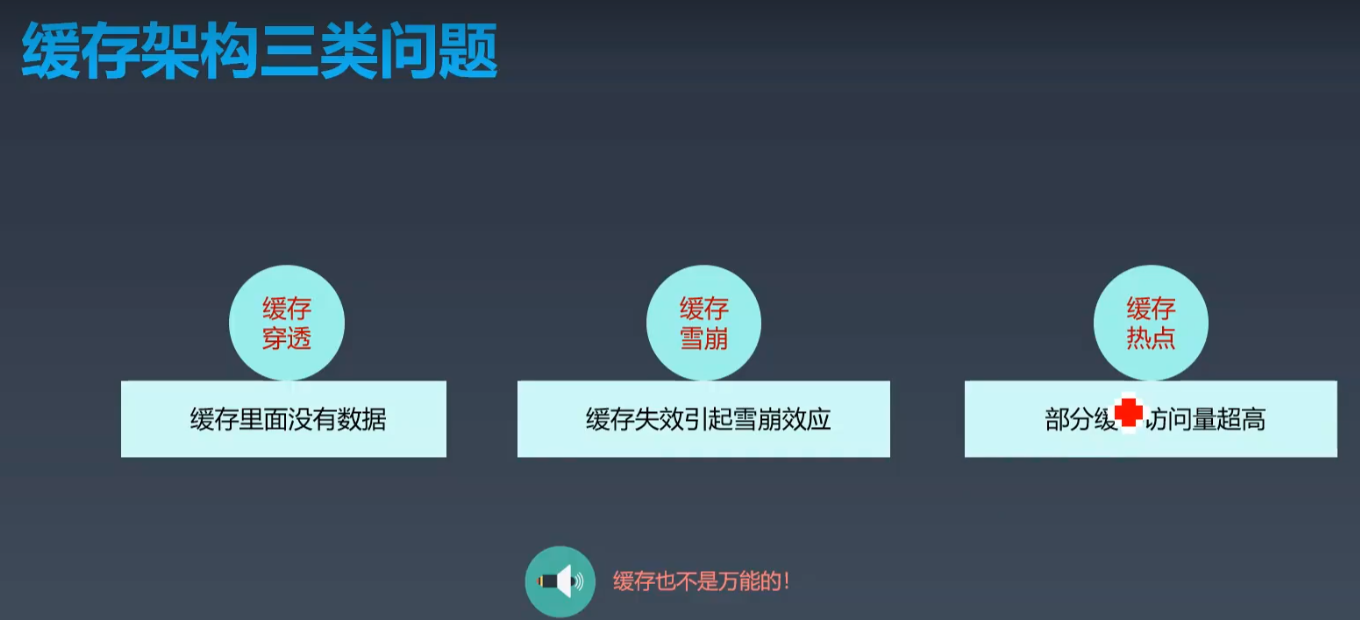 缓存架构三类问题
缓存
穿透
缓存里面没有数据
缓存
雪崩
缓存失效引起雪崩效应
缓存
热点
部分缓 访问量超高
缓存也不是万能的！